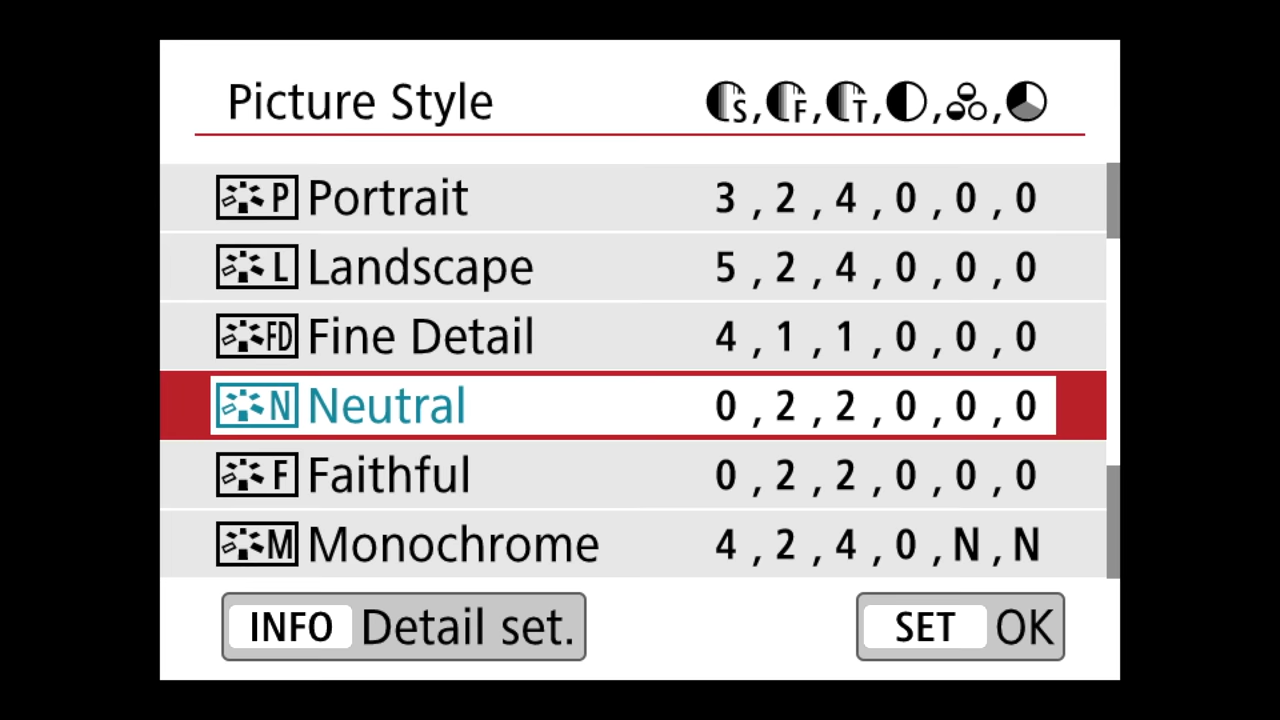 Picture Style S, F, T, , ,
P Portrait 3 , 2 , 4 , 0 , 0 , 0
L Landscape 5 , 2 , 4 , 0 , 0 , 0
FD Fine Detail 4 , 1 , 1 , 0 , 0 , 0
N Neutral 0 , 2 , 2 , 0 , 0 , 0
F Faithful 0 , 2 , 2 , 0 , 0 , 0
M Monochrome 4 , 2 , 4 , 0 , N , N
INFO Detail set. SET OK